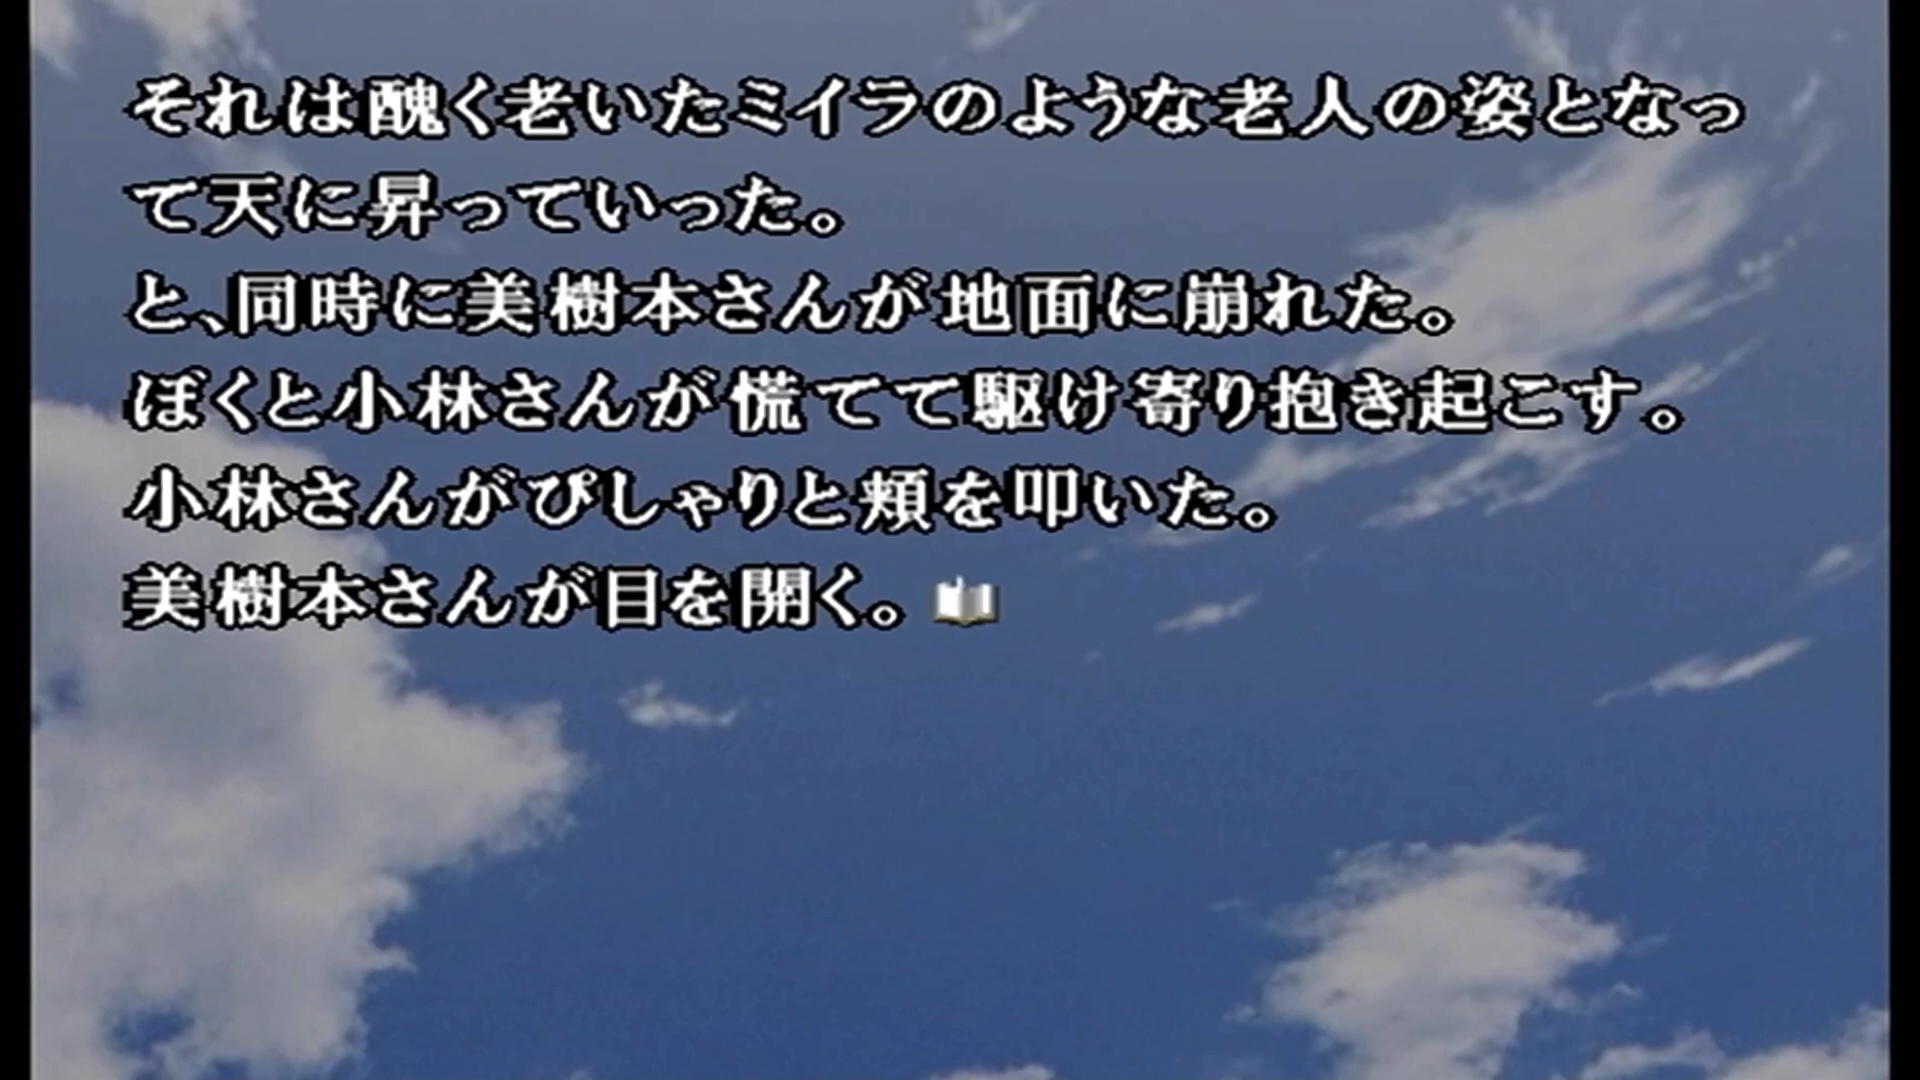 それは醜く老いたミイラのような老人の姿となっ
て天に昇っていった。
と、同時に美樹本さんが地面に崩れた。
ぼくと小林さんが慌てて駆け寄り抱き起こす。
小林さんがぴしゃりと頬を叩いた。
美樹本さんが目を開く。